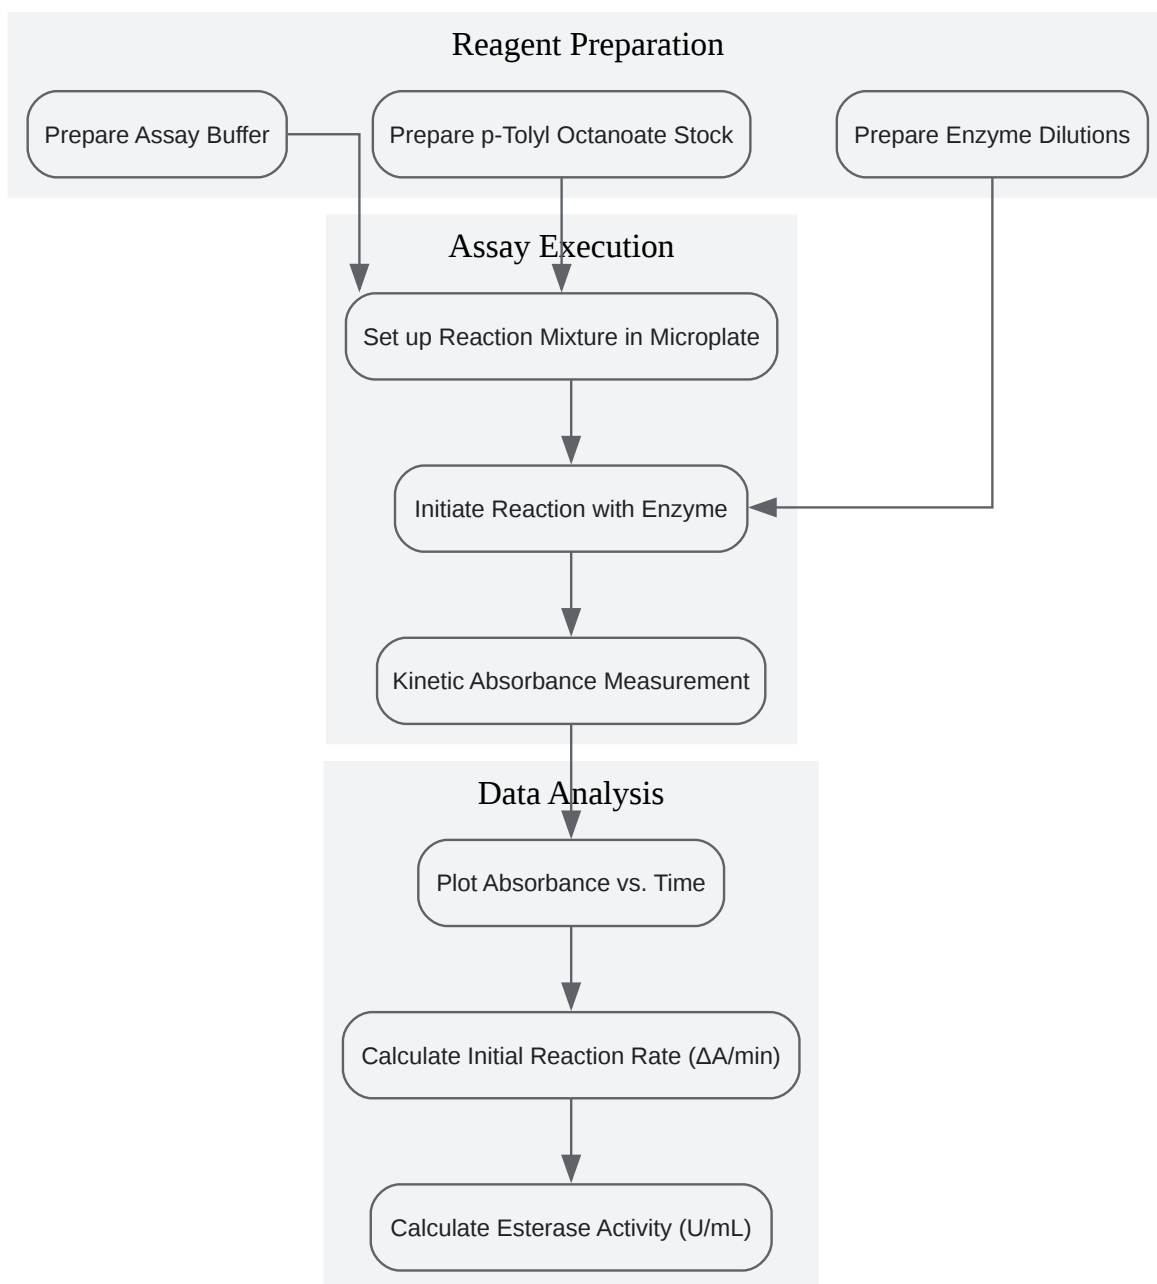 Reagent Preparation
Prepare Assay Buffer
Prepare p-Tolyl Octanoate Stock
Prepare Enzyme Dilutions
Assay Execution
Set up Reaction Mixture in Microplate
Initiate Reaction with Enzyme
Kinetic Absorbance Measurement
Data Analysis
Plot Absorbance vs. Time
Calculate Initial Reaction Rate (ΔA/min)
Calculate Esterase Activity (U/mL)